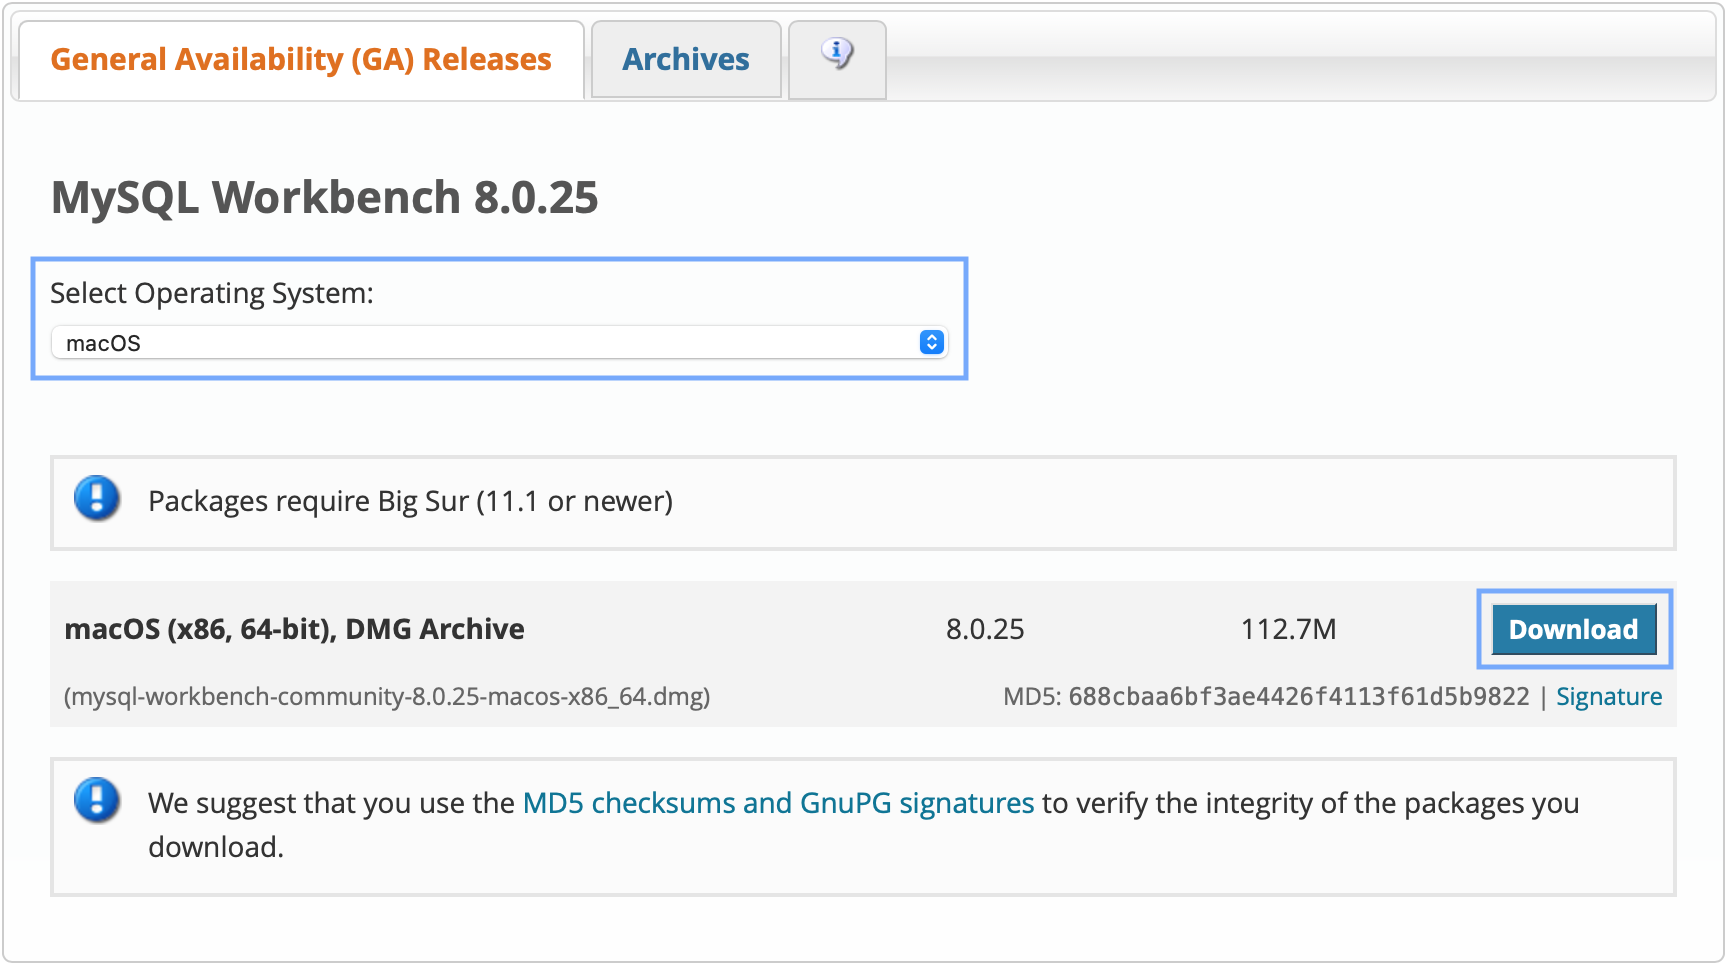 General Availability (GA) Releases
Archives
MySQL Workbench 8.0.25
Select Operating System:
macOS
Packages require Big Sur (11.1 or newer)
macOS (x86, 64-bit), DMG Archive 8.0.25 112.7M Download
(mysql-workbench-community-8.0.25-macos-x86_64.dmg) MD5: 688cbaa6bf3ae4426f4113f61d5b9822 | Signature
We suggest that you use the MD5 checksums and GnuPG signatures to verify the integrity of the packages you
download.